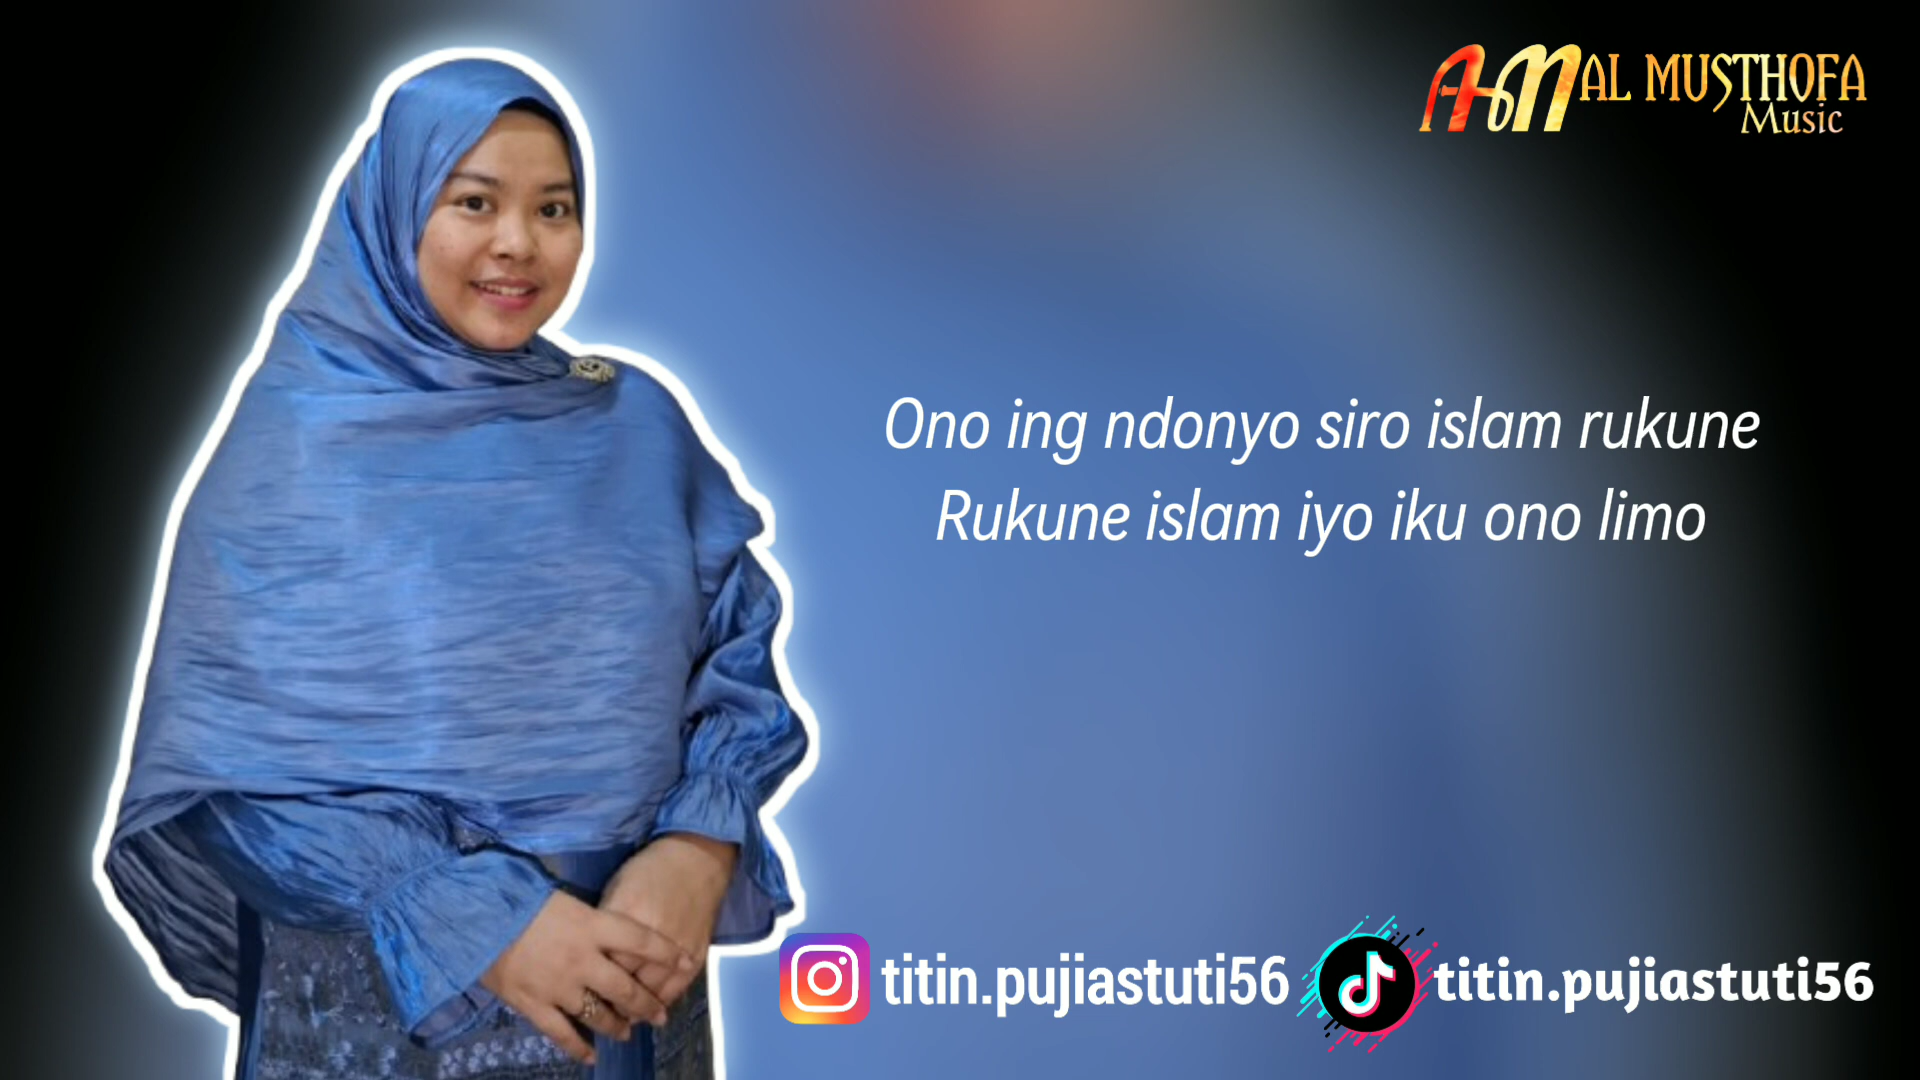 AM AL MUSTHOFA
Music
Ono ing ndonyo siro islam rukune
Rukune islam iyo iku ono limo
titin.pujiastuti56
titin.pujiastuti56